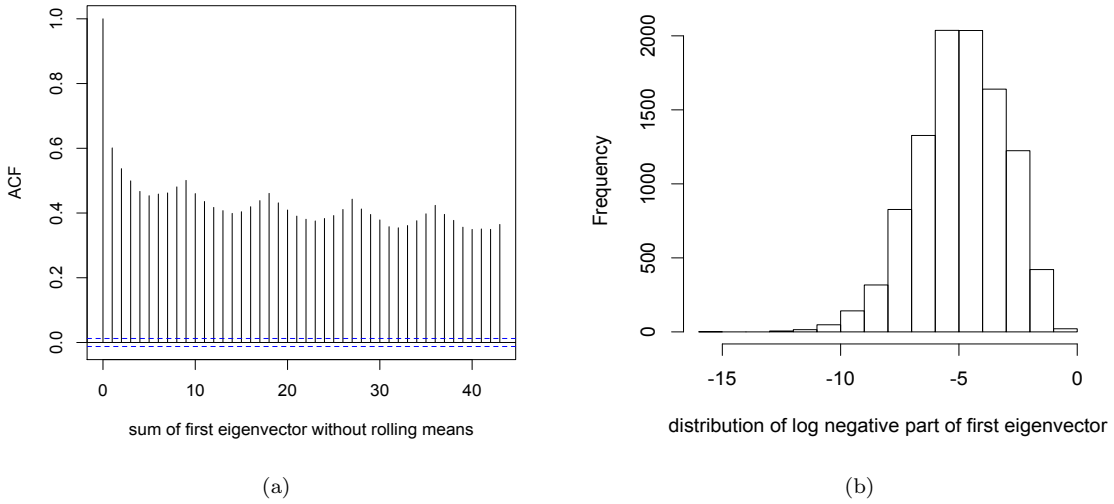 ACF
1.0
0.8
0.6
0.4
0.2
0.0
0 10 20 30 40
sum of first eigenvector without rolling means
(a)
Frequency
2000
1500
1000
500
0
-15 -10 -5 0
distribution of log negative part of first eigenvector
(b)